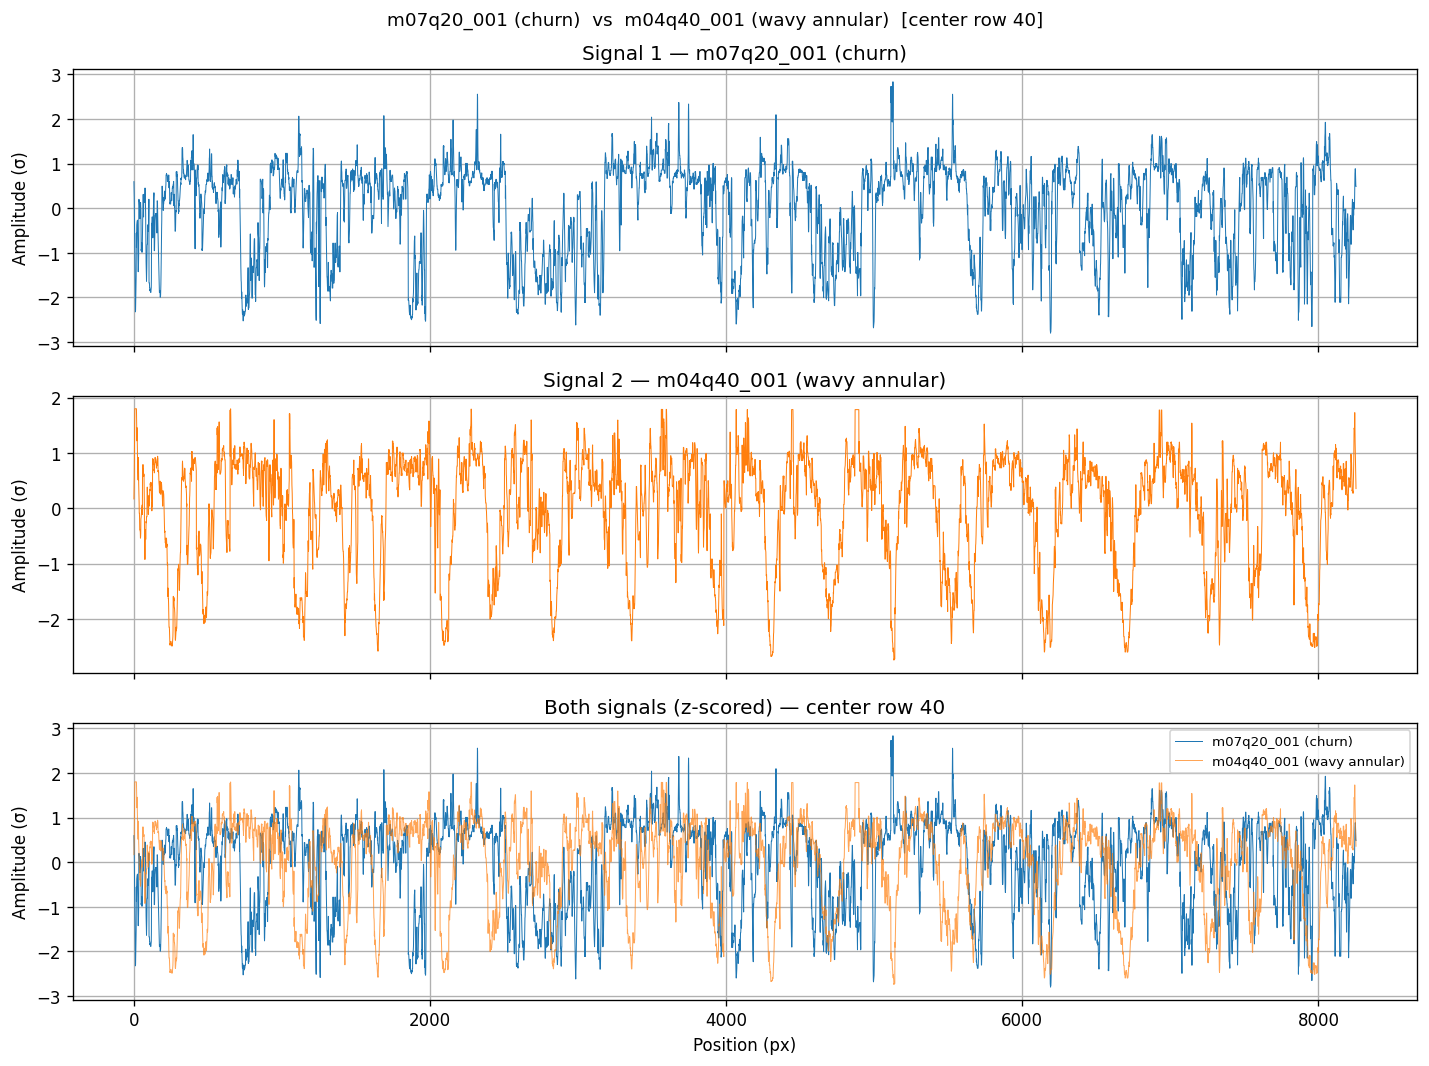 m07q20_001 (churn)  vs  m04q40_001 (wavy annular)  [center row 40]
Signal 1 — m07q20_001 (churn)
3
2
1
0
−1
−2
−3
Amplitude (σ)
Signal 2 — m04q40_001 (wavy annular)
2
1
0
−1
−2
Amplitude (σ)
Both signals (z-scored) — center row 40
m07q20_001 (churn)
m04q40_001 (wavy annular)
3
2
1
0
−1
−2
−3
Amplitude (σ)
0 2000 4000 6000 8000
Position (px)